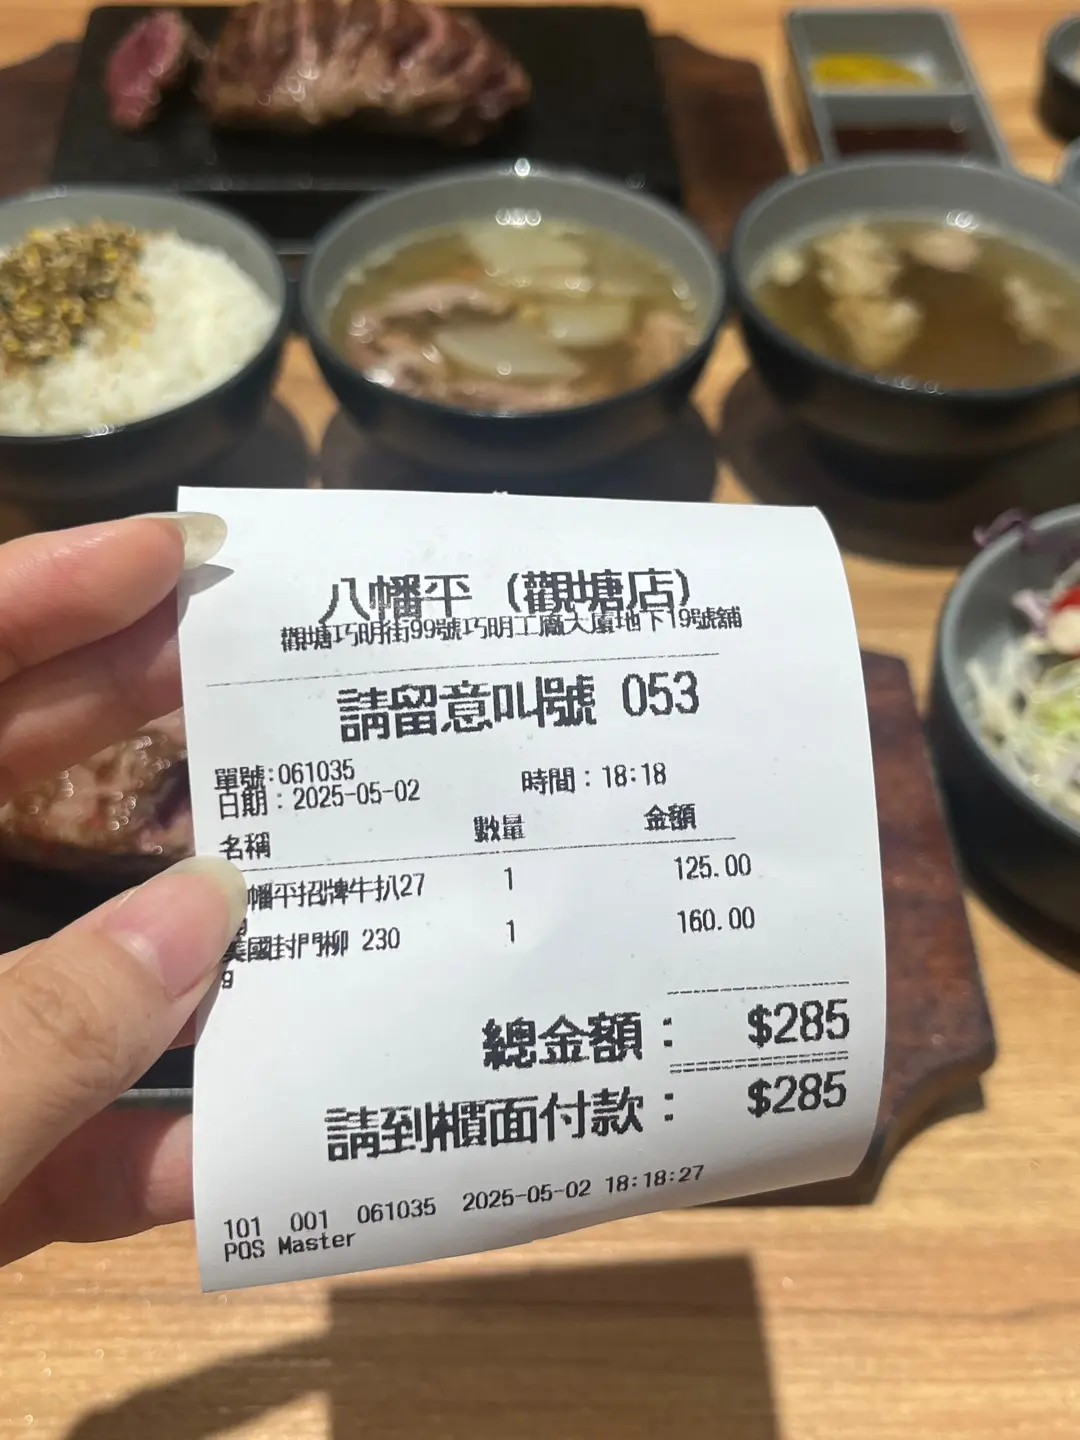 八幡平 (觀塘店)
觀塘巧明街99號巧明工廠大廈地下19號舖
請留意叫號 053
單號:061035
日期：2025-05-02 時間：18:18
名稱 數量 金額
幡平招牌牛扒27 1 125.00
g
美國封門柳 230 1 160.00
g
總金額： $285
請到櫃面付款： $285
101 001 061035 2025-05-02 18:18:27
POS Master